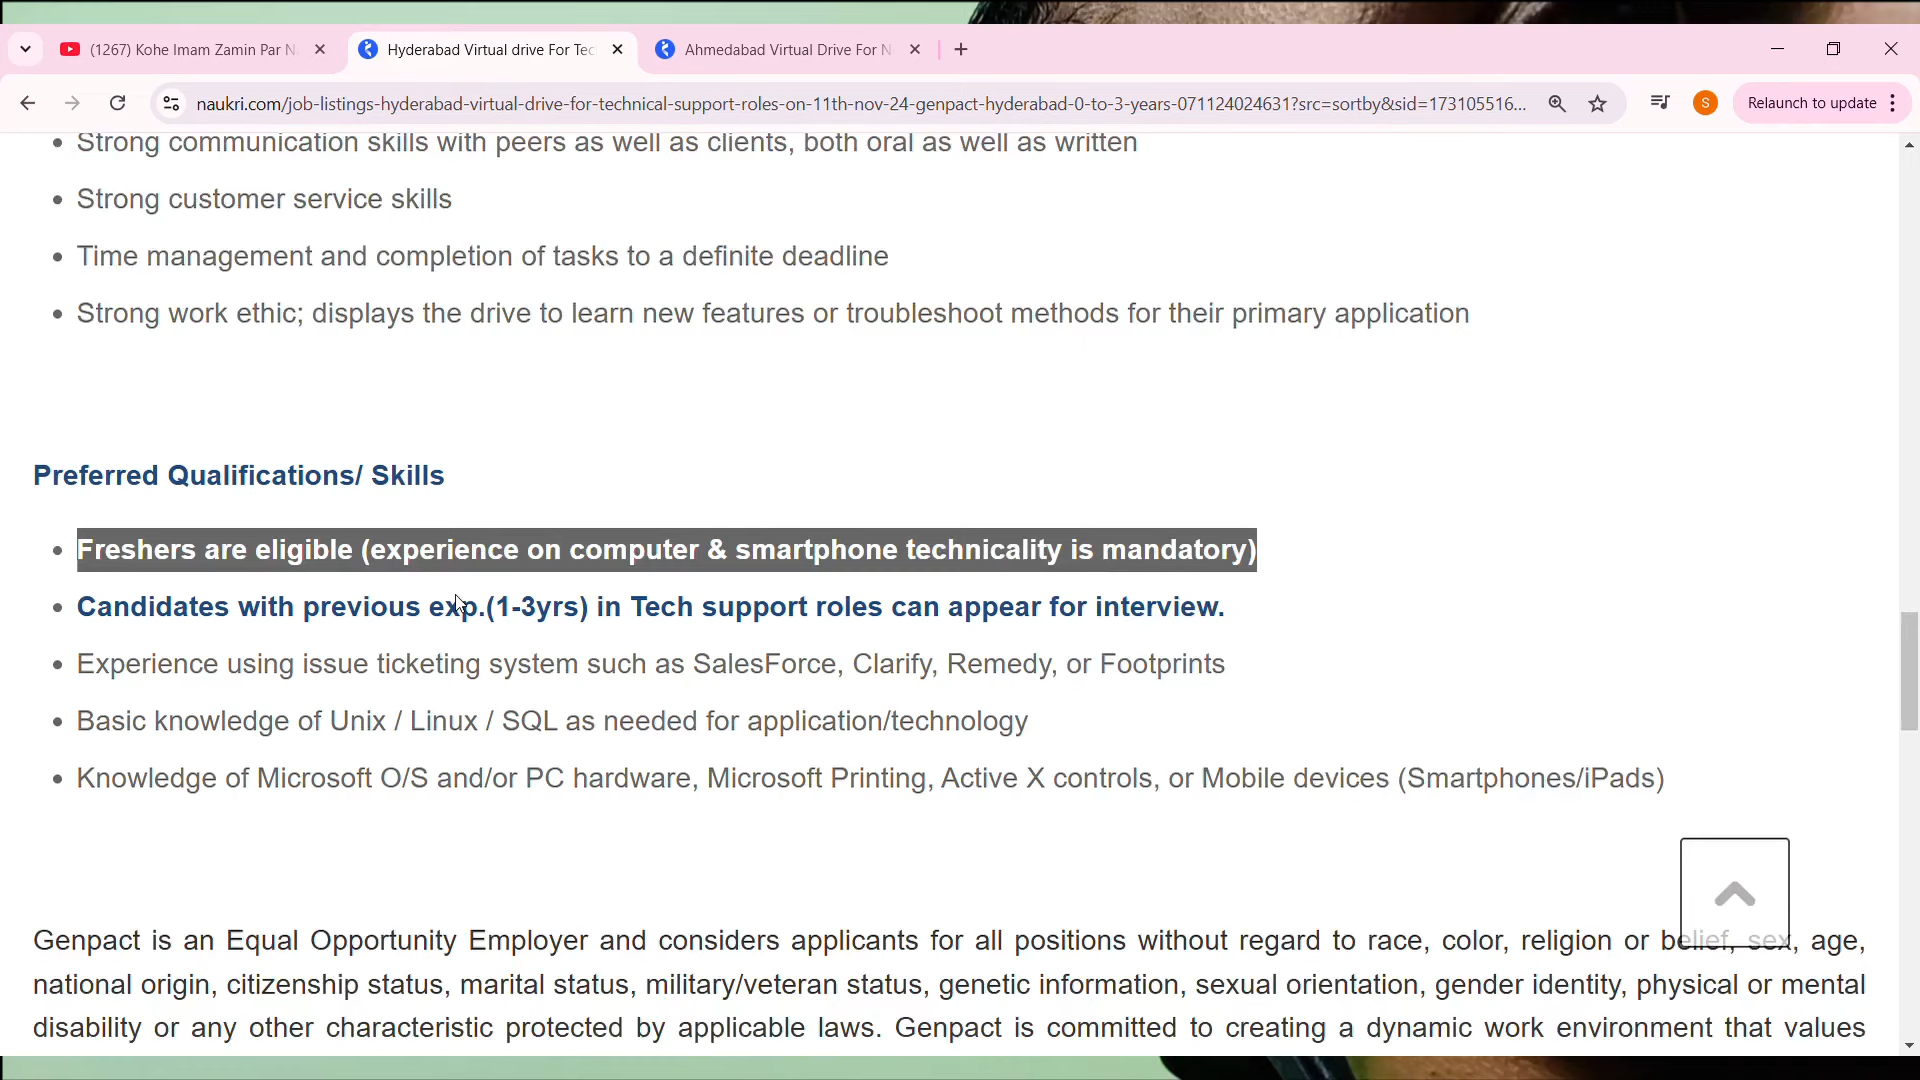 (1267) Kohe Imam Zamin Par N
Hyderabad Virtual drive For Tec
Ahmedabad Virtual Drive For N
naukri.com/job-listings-hyderabad-virtual-drive-for-technical-support-roles-on-11th-nov-24-genpact-hyderabad-0-to-3-years-071124024631?src=sortby&sid=173105516...
S
Relaunch to update
• Strong communication skills with peers as well as clients, both oral as well as written
• Strong customer service skills
• Time management and completion of tasks to a definite deadline
• Strong work ethic; displays the drive to learn new features or troubleshoot methods for their primary application
Preferred Qualifications/ Skills
• Freshers are eligible (experience on computer & smartphone technicality is mandatory)
• Candidates with previous exp.(1-3yrs) in Tech support roles can appear for interview.
• Experience using issue ticketing system such as SalesForce, Clarify, Remedy, or Footprints
• Basic knowledge of Unix / Linux / SQL as needed for application/technology
• Knowledge of Microsoft O/S and/or PC hardware, Microsoft Printing, Active X controls, or Mobile devices (Smartphones/iPads)
Genpact is an Equal Opportunity Employer and considers applicants for all positions without regard to race, color, religion or belief, sex, age,
national origin, citizenship status, marital status, military/veteran status, genetic information, sexual orientation, gender identity, physical or mental
disability or any other characteristic protected by applicable laws. Genpact is committed to creating a dynamic work environment that values